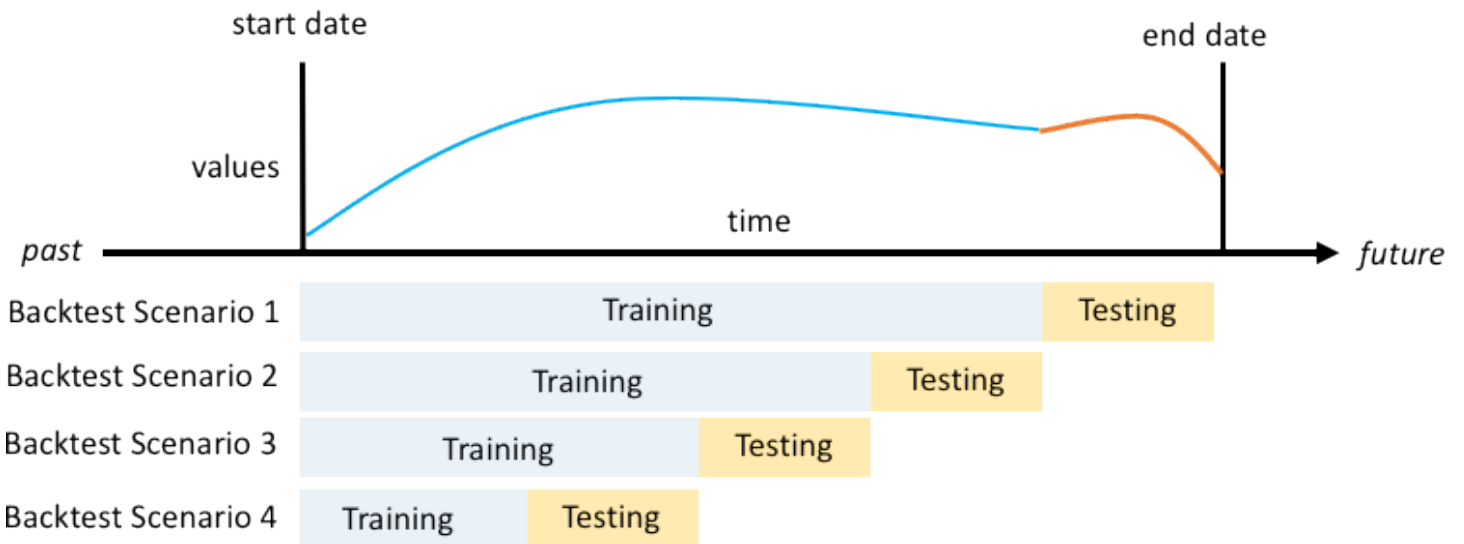 start date
end date
values
time
past
future
Backtest Scenario 1
Training
Testing
Backtest Scenario 2
Training
Testing
Backtest Scenario 3
Training
Testing
Backtest Scenario 4
Training
Testing